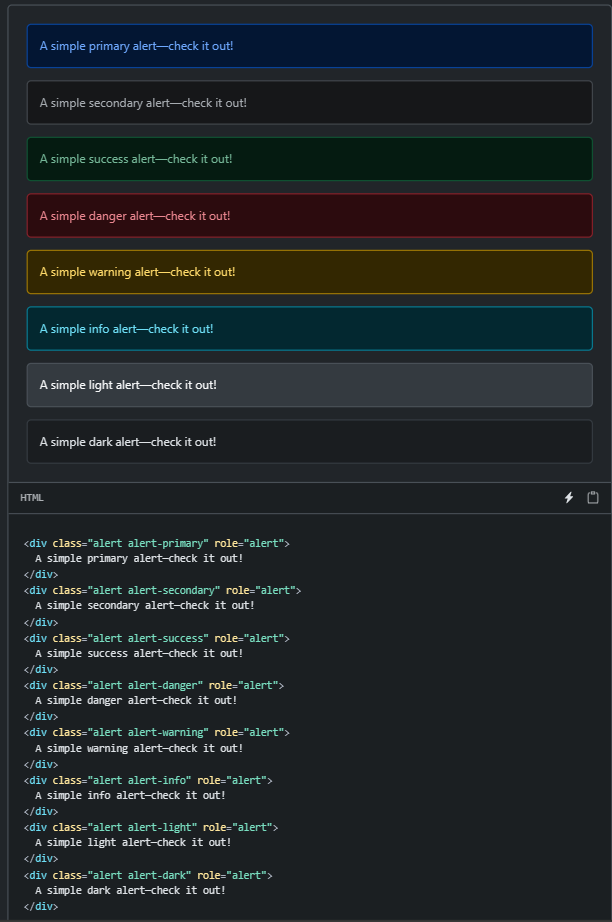 A simple primary alert—check it out!
A simple secondary alert—check it out!
A simple success alert—check it out!
A simple danger alert—check it out!
A simple warning alert—check it out!
A simple info alert—check it out!
A simple light alert—check it out!
A simple dark alert—check it out!
HTML
<div class="alert alert-primary" role="alert">
  A simple primary alert—check it out!
</div>
<div class="alert alert-secondary" role="alert">
  A simple secondary alert—check it out!
</div>
<div class="alert alert-success" role="alert">
  A simple success alert—check it out!
</div>
<div class="alert alert-danger" role="alert">
  A simple danger alert—check it out!
</div>
<div class="alert alert-warning" role="alert">
  A simple warning alert—check it out!
</div>
<div class="alert alert-info" role="alert">
  A simple info alert—check it out!
</div>
<div class="alert alert-light" role="alert">
  A simple light alert—check it out!
</div>
<div class="alert alert-dark" role="alert">
  A simple dark alert—check it out!
</div>